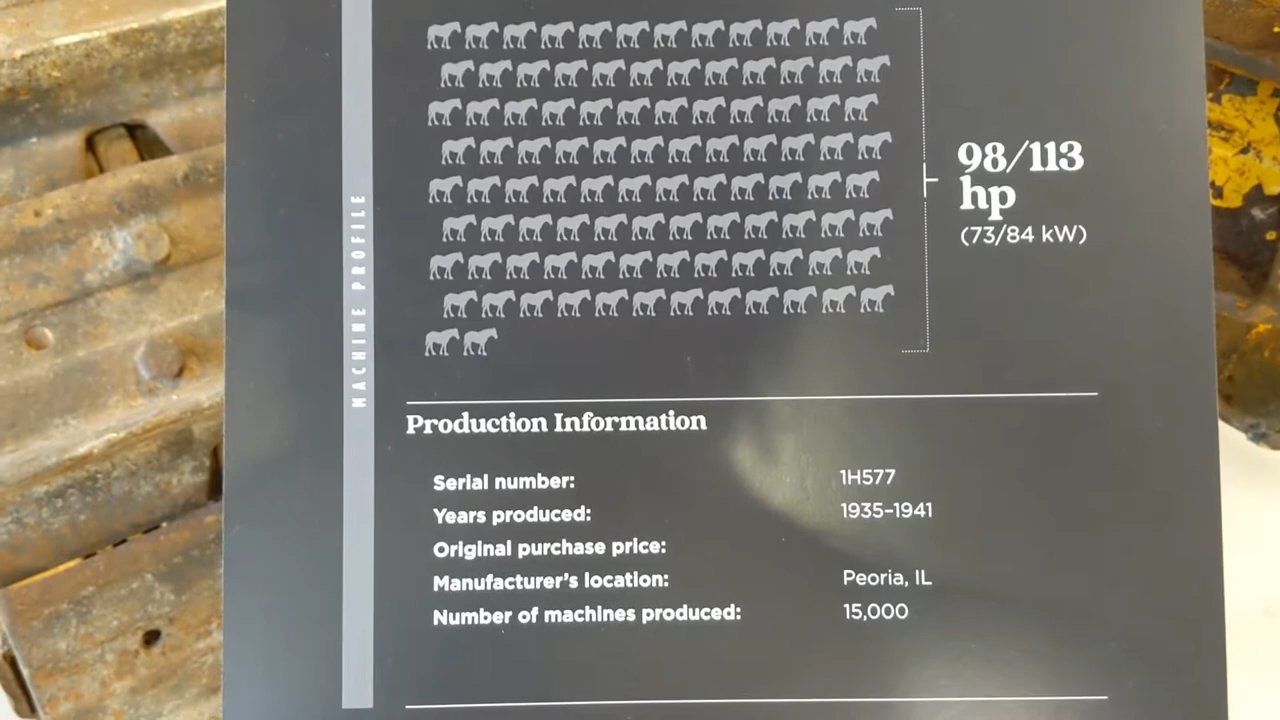 MACHINE PROFILE
98/113
hp
(73/84 kW)
Production Information
Serial number: 1H577
Years produced: 1935-1941
Original purchase price:
Manufacturer's location: Peoria, IL
Number of machines produced: 15,000